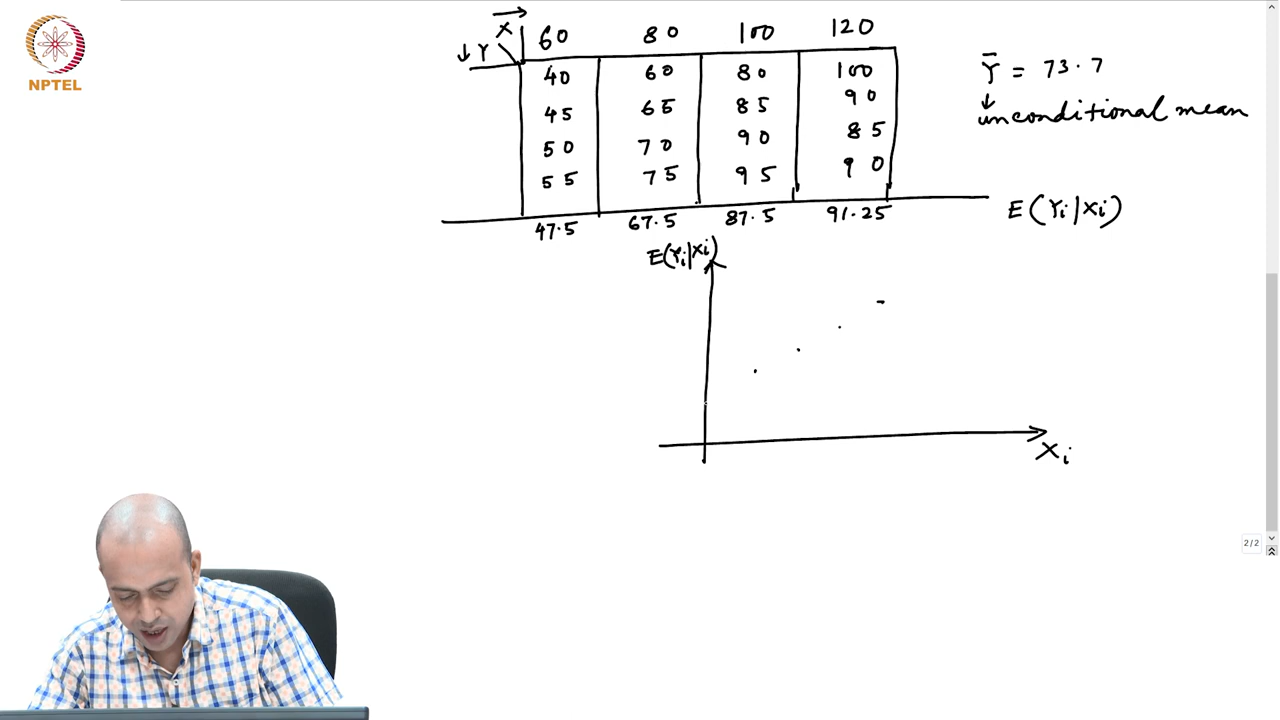 X 60 80 100 120
↓ Y
40 60 80 100
45 65 85 90
50 70 90 85
55 75 95 90
47.5 67.5 87.5 91.25 E(Yi|Xi)
Ȳ = 73.7
↓
unconditional mean
E(Yi|Xi)
Xi
NPTEL
2/2